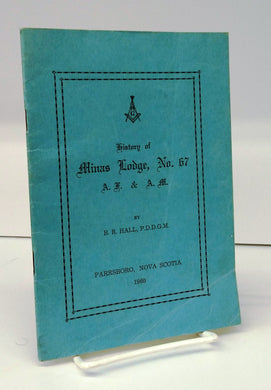 G
History of
Minas Lodge, No. 67
A. F. & A. M.
BY
B. B. HALL, P.D.D.G.M.
PARRSBORO, NOVA SCOTIA
1960